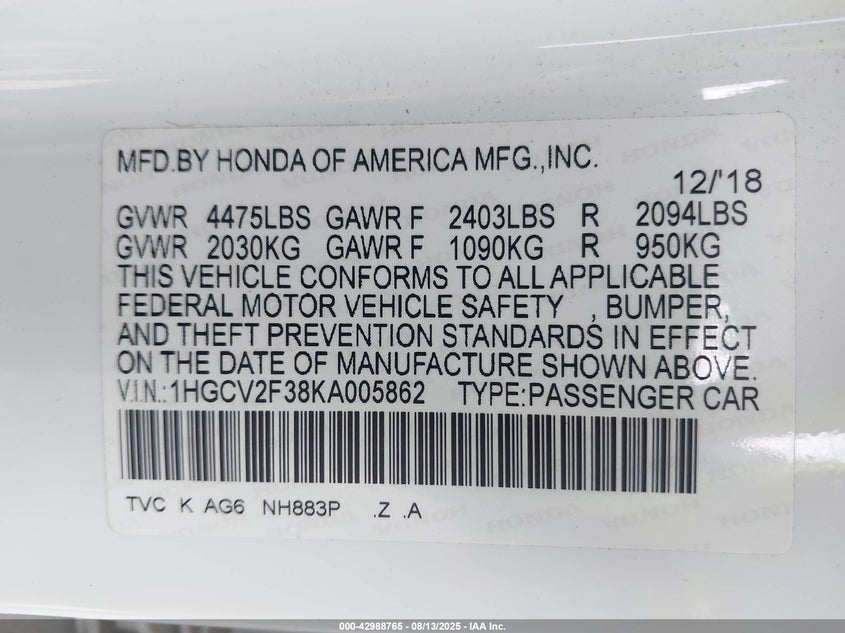 MFD.BY HONDA OF AMERICA MFG.,INC.
12/'18
GVWR 4475LBS GAWR F 2403LBS R 2094LBS
GVWR 2030KG GAWR F 1090KG R 950KG
THIS VEHICLE CONFORMS TO ALL APPLICABLE
FEDERAL MOTOR VEHICLE SAFETY , BUMPER,
AND THEFT PREVENTION STANDARDS IN EFFECT
ON THE DATE OF MANUFACTURE SHOWN ABOVE.
V.I.N.:1HGCV2F38KA005862 TYPE:PASSENGER CAR
TVC K AG6 NH883P .Z .A
000-42988765 - 08/13/2025 - IAA Inc.